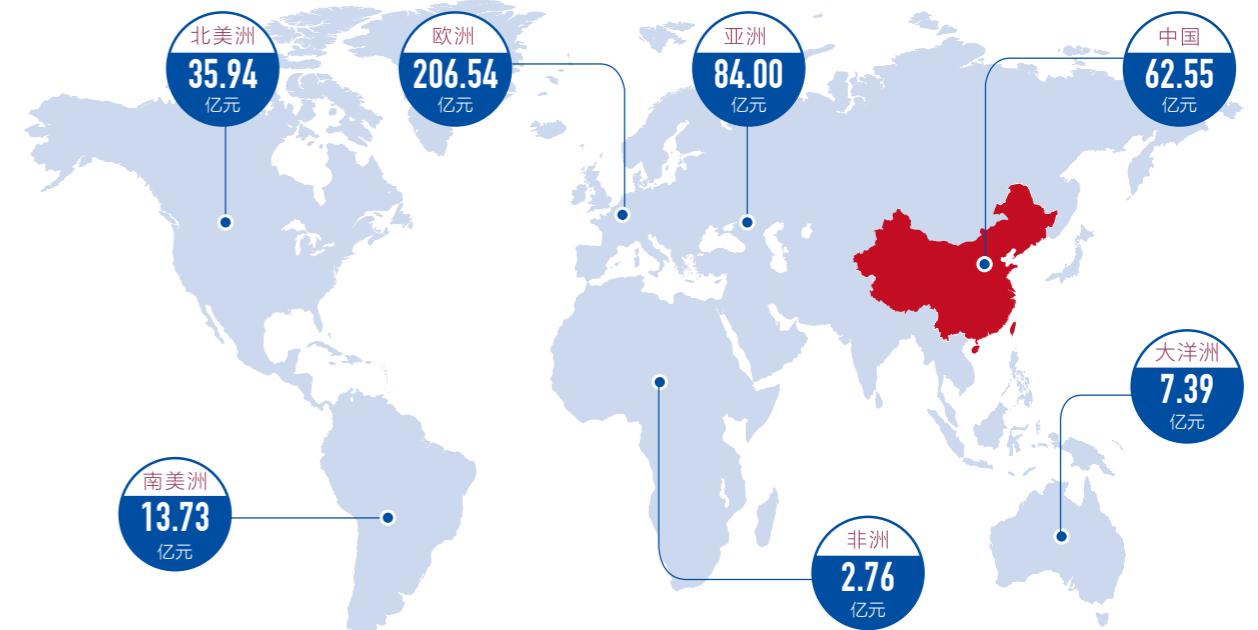 北美洲
35.94
亿元
欧洲
206.54
亿元
亚洲
84.00
亿元
中国
62.55
亿元
大洋洲
7.39
亿元
南美洲
13.73
亿元
非洲
2.76
亿元